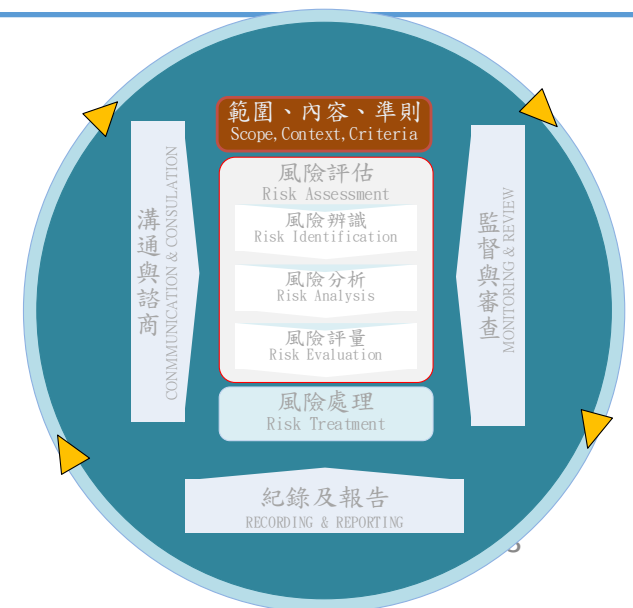 範圍、內容、準則
Scope,Context,Criteria
風險評估
Risk Assessment
風險辨識
Risk Identification
風險分析
Risk Analysis
風險評量
Risk Evaluation
風險處理
Risk Treatment
溝通與諮商
CONMMUNICATION & CONSULATION
監督與審查
MONITORING & REVIEW
紀錄及報告
RECORDING & REPORTING